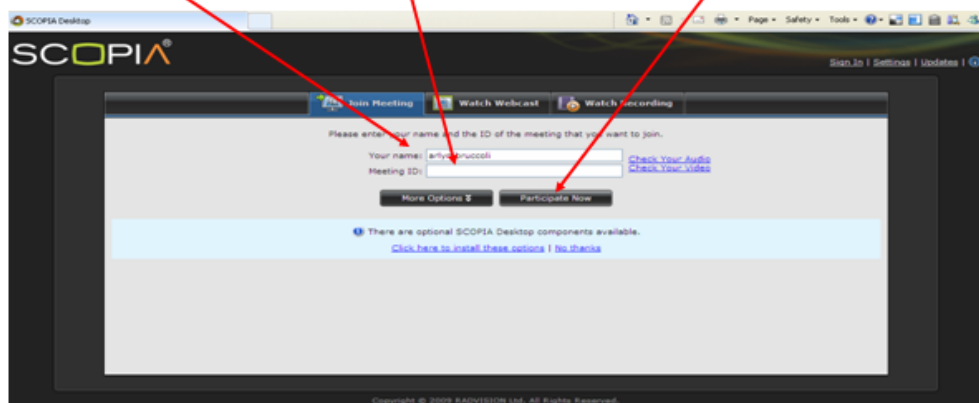 SCOPIA Desktop
Page Safety Tools
SCOPIA®
Sign In | Settings | Updates |
Join Meeting Watch Webcast Watch Recording
Please enter your name and the ID of the meeting that you want to join.
Your name: Check Your Audio
Meeting ID: Check Your Video
More Options Participate Now
There are optional SCOPIA Desktop components available.
Click here to install these options | No thanks
Copyright © 2009 RADVISION Ltd. All Rights Reserved.